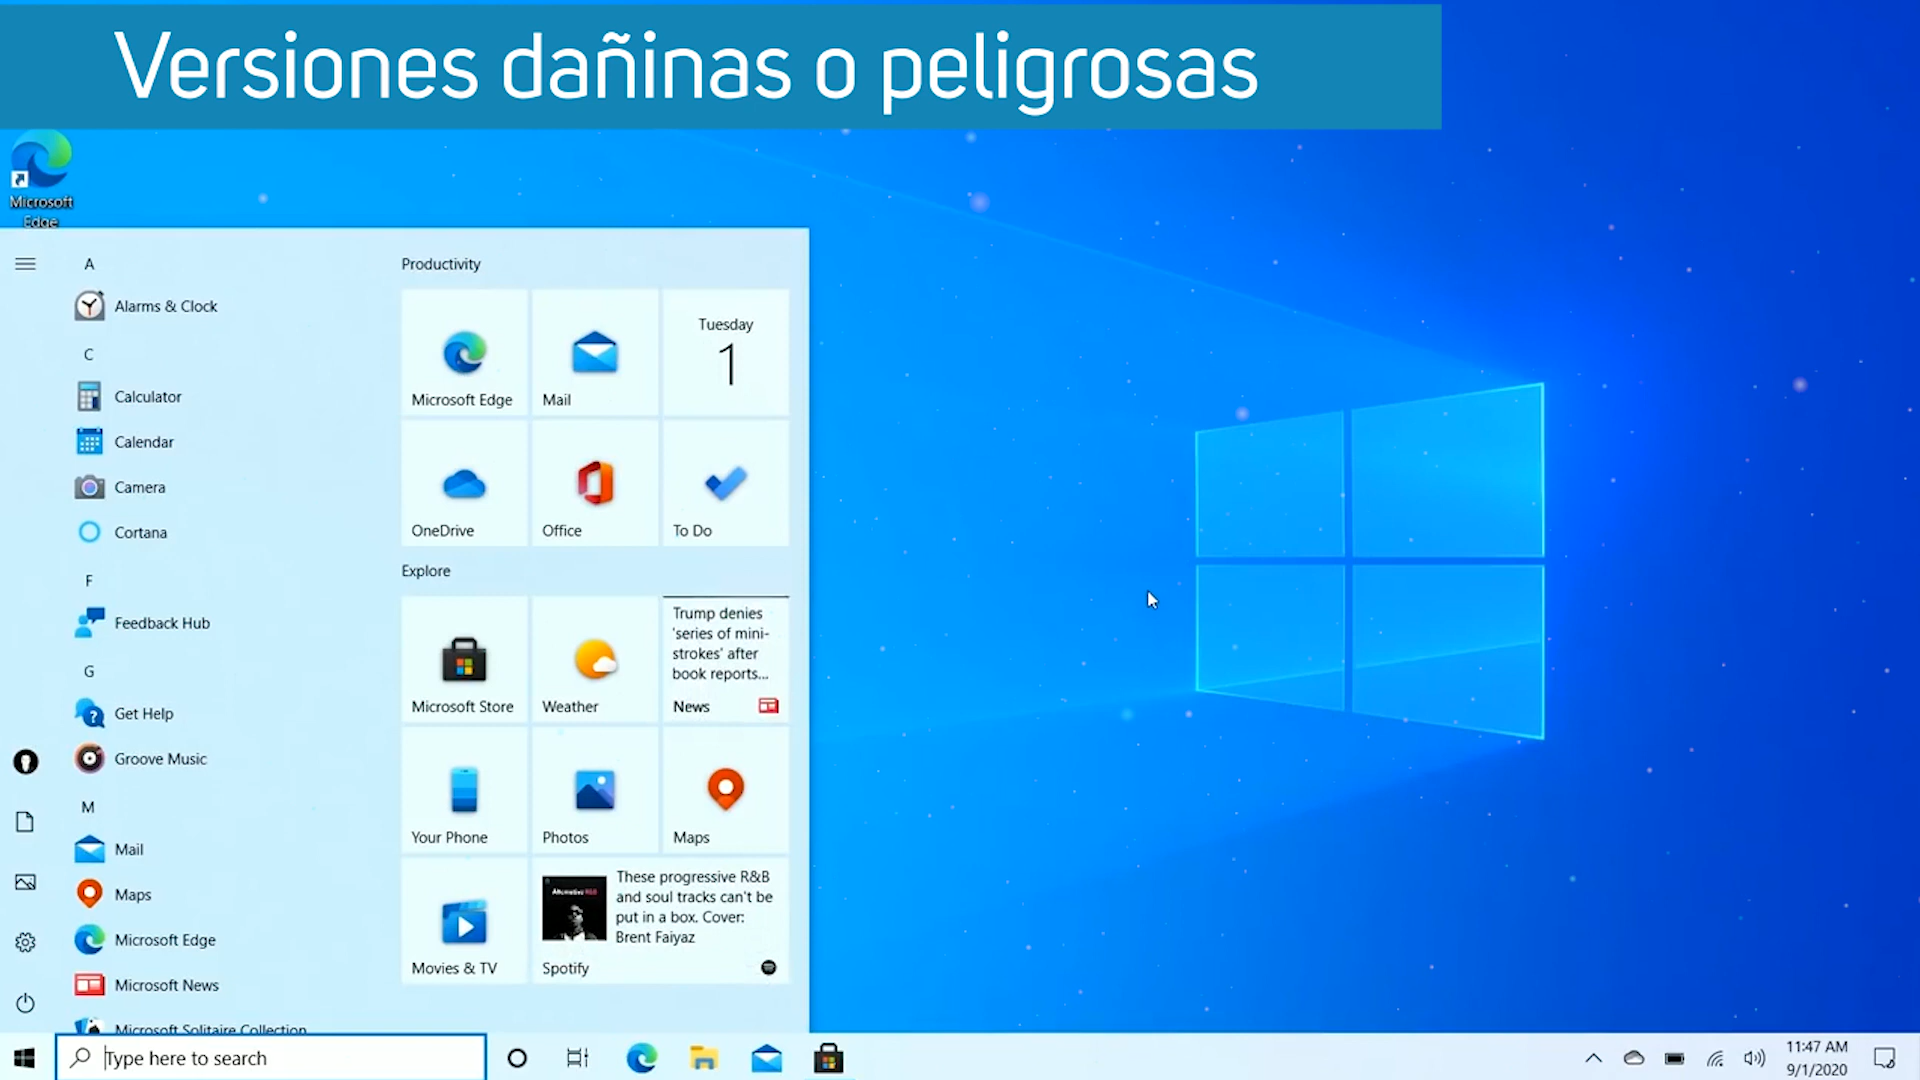 Versiones dañinas o peligrosas
Microsoft
Edge
A
Alarms & Clock
C
Calculator
Calendar
Camera
Cortana
F
Feedback Hub
G
Get Help
Groove Music
M
Mail
Maps
Microsoft Edge
Microsoft News
Microsoft Solitaire Collection
Productivity
Microsoft Edge
Mail
Tuesday
1
OneDrive
Office
To Do
Explore
Microsoft Store
Weather
Trump denies
'series of mini-
strokes' after
book reports...
News
Your Phone
Photos
Maps
Movies & TV
Alternative R&B
These progressive R&B
and soul tracks can't be
put in a box. Cover:
Brent Faiyaz
Spotify
Type here to search
11:47 AM
9/1/2020